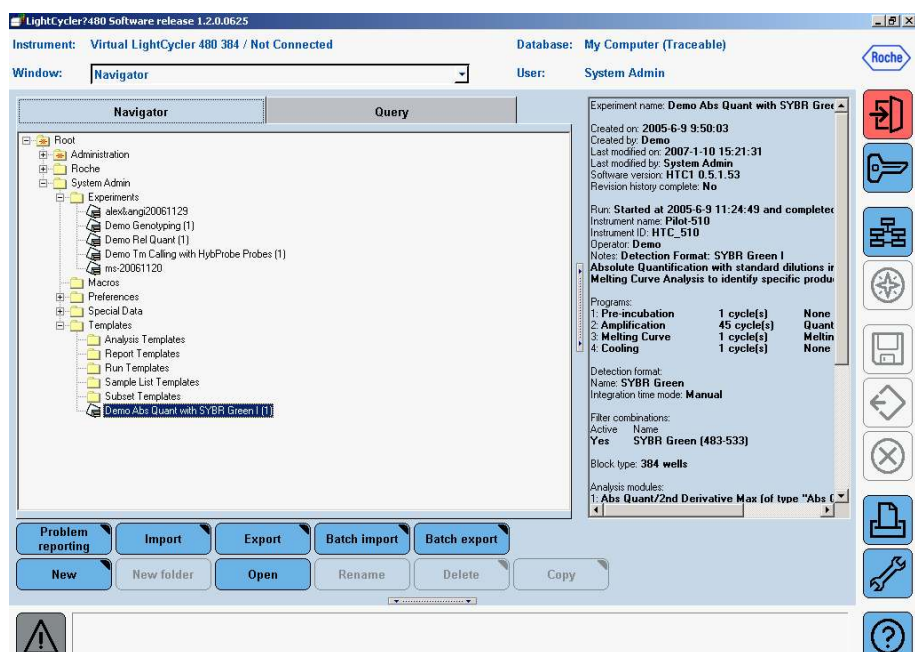 LightCycler?480 Software release 1.2.0.0625
Instrument: Virtual LightCycler 480 384 / Not Connected
Database: My Computer (Traceable)
Window: Navigator
User: System Admin
Roche
Navigator
Query
Root
Administration
Roche
System Admin
Experiments
alex&angi20061129
Demo Genotyping (1)
Demo Rel Quant (1)
Demo Tm Calling with HybProbe Probes (1)
ms-20061120
Macros
Preferences
Special Data
Templates
Analysis Templates
Report Templates
Run Templates
Sample List Templates
Subset Templates
Demo Abs Quant with SYBR Green I (1)
Experiment name: Demo Abs Quant with SYBR Gree
Created on: 2005-6-9 9:50:03
Created by: Demo
Last modified on: 2007-1-10 15:21:31
Last modified by: System Admin
Software version: HTC1 0.5.1.53
Revision history complete: No
Run: Started at 2005-6-9 11:24:49 and completed
Instrument name: Pilot-510
Instrument ID: HTC_510
Operator: Demo
Notes: Detection Format: SYBR Green I
Absolute Quantification with standard dilutions in
Melting Curve Analysis to identify specific produ
Programs:
1: Pre-incubation 1 cycle(s) None
2: Amplification 45 cycle(s) Quant
3: Melting Curve 1 cycle(s) Meltin
4: Cooling 1 cycle(s) None
Detection format:
Name: SYBR Green
Integration time mode: Manual
Filter combinations:
Active Name
Yes SYBR Green (483-533)
Block type: 384 wells
Analysis modules:
1: Abs Quant/2nd Derivative Max (of type "Abs Q
Problem reporting
Import
Export
Batch import
Batch export
New
New folder
Open
Rename
Delete
Copy